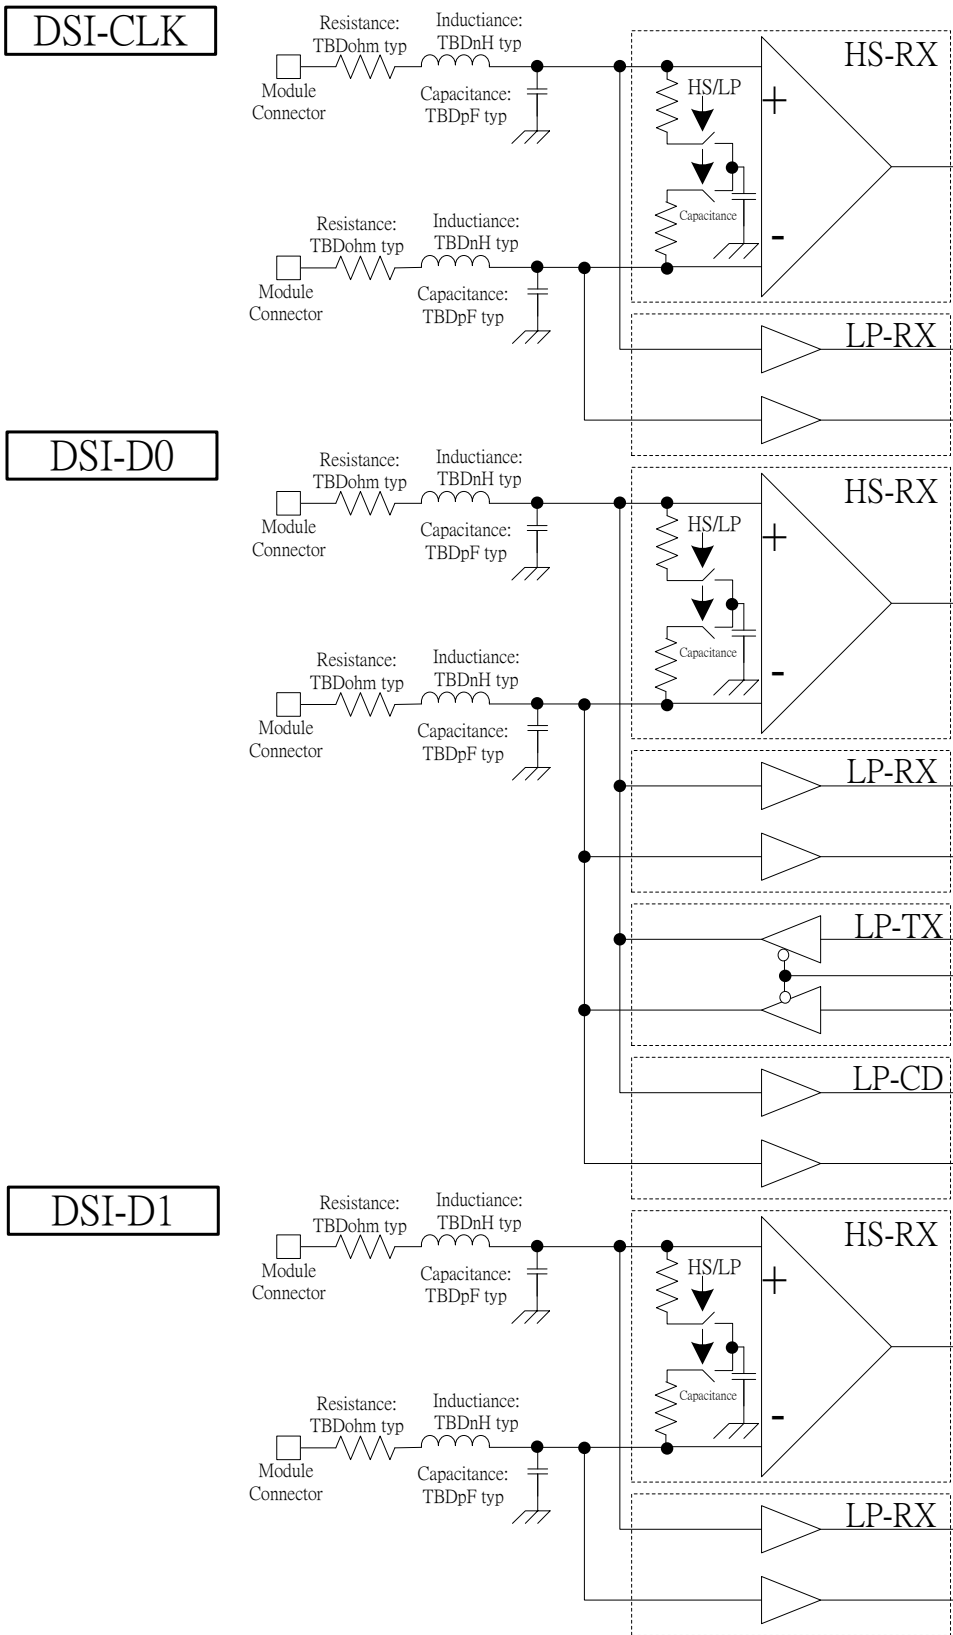 DSI-CLK
Resistance:
TBDohm typ
Inductiance:
TBDnH typ
HS-RX
Module
Connector
Capacitance:
TBDpF typ
HS/LP
+
Capacitance
-
Resistance:
TBDohm typ
Inductiance:
TBDnH typ
Module
Connector
Capacitance:
TBDpF typ
LP-RX
DSI-D0
Resistance:
TBDohm typ
Inductiance:
TBDnH typ
HS-RX
Module
Connector
Capacitance:
TBDpF typ
HS/LP
+
Capacitance
-
Resistance:
TBDohm typ
Inductiance:
TBDnH typ
Module
Connector
Capacitance:
TBDpF typ
LP-RX
LP-TX
LP-CD
DSI-D1
Resistance:
TBDohm typ
Inductiance:
TBDnH typ
HS-RX
Module
Connector
Capacitance:
TBDpF typ
HS/LP
+
Capacitance
-
Resistance:
TBDohm typ
Inductiance:
TBDnH typ
Module
Connector
Capacitance:
TBDpF typ
LP-RX